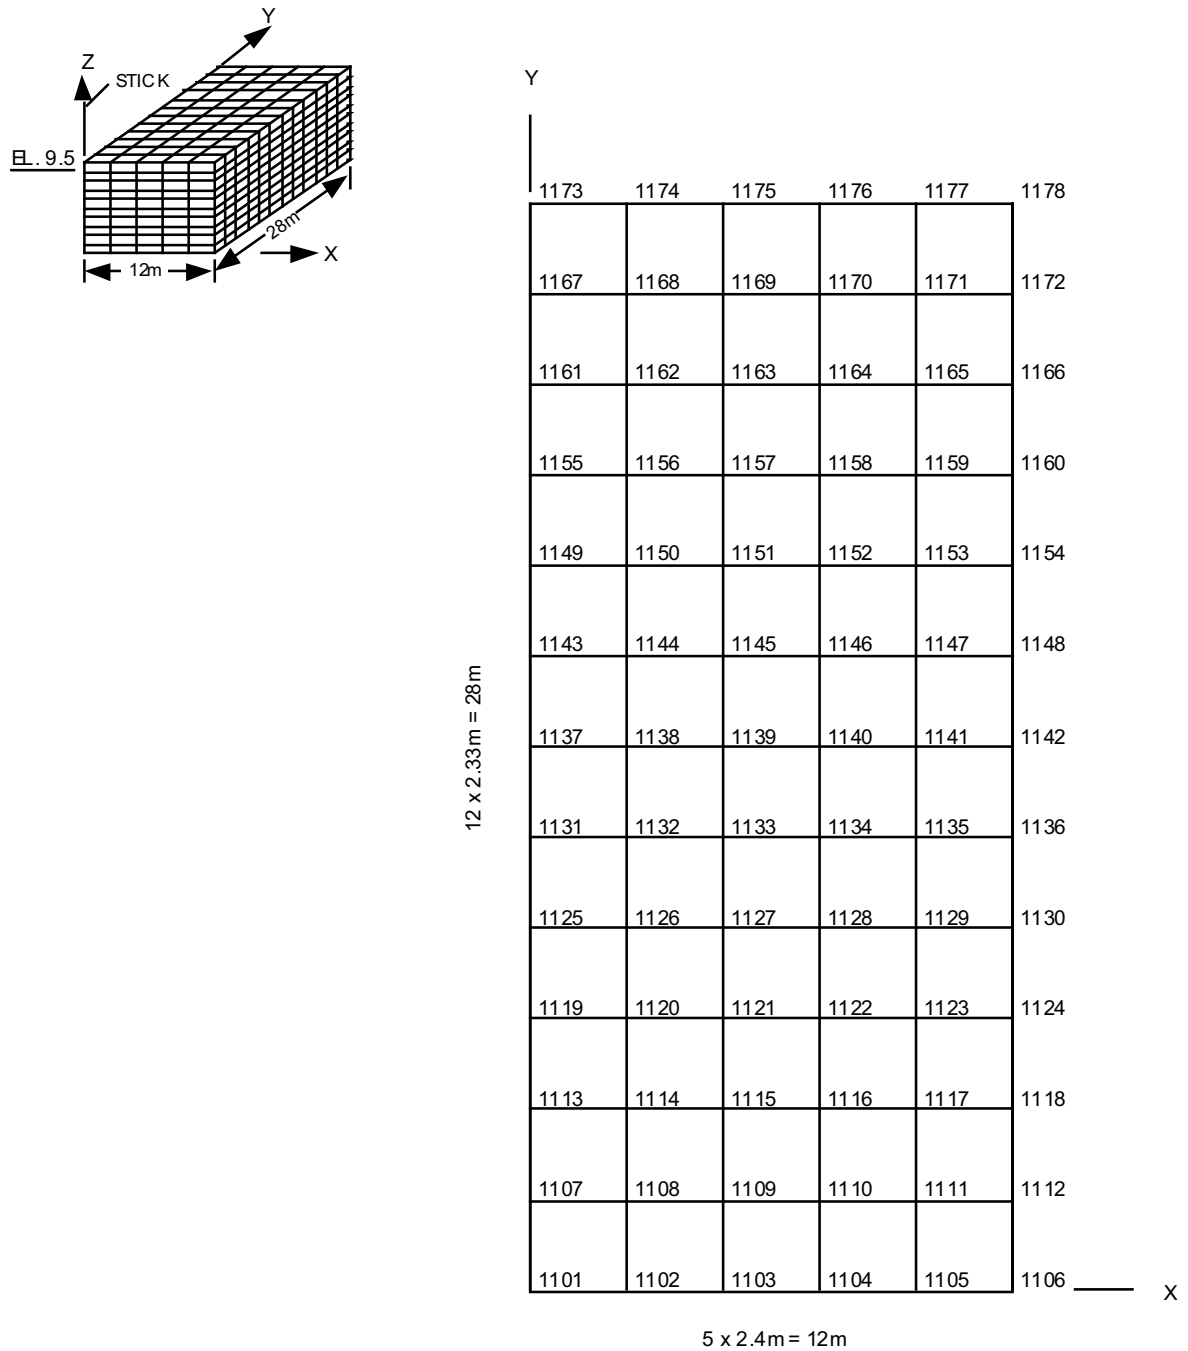 Y
Z
STICK
EL. 9.5
28m
X
12m
Y
1173 1174 1175 1176 1177 1178
1167 1168 1169 1170 1171 1172
1161 1162 1163 1164 1165 1166
1155 1156 1157 1158 1159 1160
1149 1150 1151 1152 1153 1154
1143 1144 1145 1146 1147 1148
1137 1138 1139 1140 1141 1142
1131 1132 1133 1134 1135 1136
1125 1126 1127 1128 1129 1130
1119 1120 1121 1122 1123 1124
1113 1114 1115 1116 1117 1118
1107 1108 1109 1110 1111 1112
1101 1102 1103 1104 1105 1106
X
12 x 2.33m = 28m
5 x 2.4m = 12m